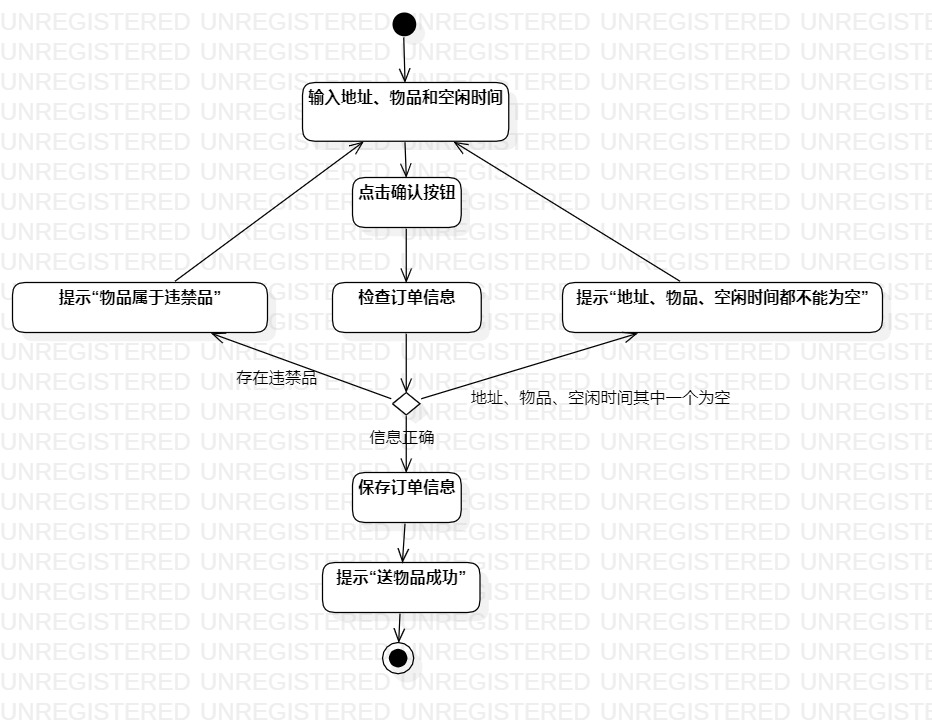 输入地址、物品和空闲时间
点击确认按钮
提示“物品属于违禁品”
检查订单信息
提示“地址、物品、空闲时间都不能为空”
存在违禁品
地址、物品、空闲时间其中一个为空
信息正确
保存订单信息
提示“送物品成功”
UNREGISTERED